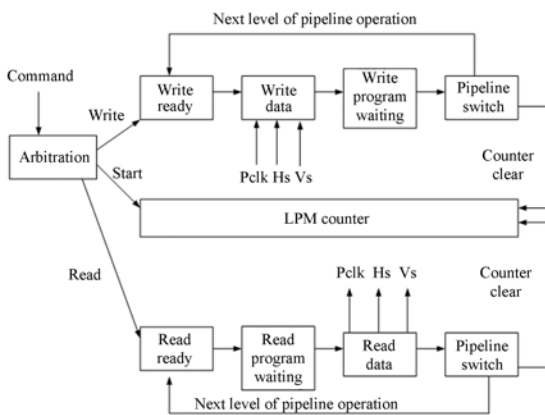 Next level of pipeline operation
Command
Write
ready
Write
data
Write
program
waiting
Pipeline
switch
Write
Arbitration
Pclk Hs Vs
Counter
clear
Start
LPM counter
Read
Pclk Hs Vs
Counter
clear
Read
ready
Read
program
waiting
Read
data
Pipeline
switch
Next level of pipeline operation